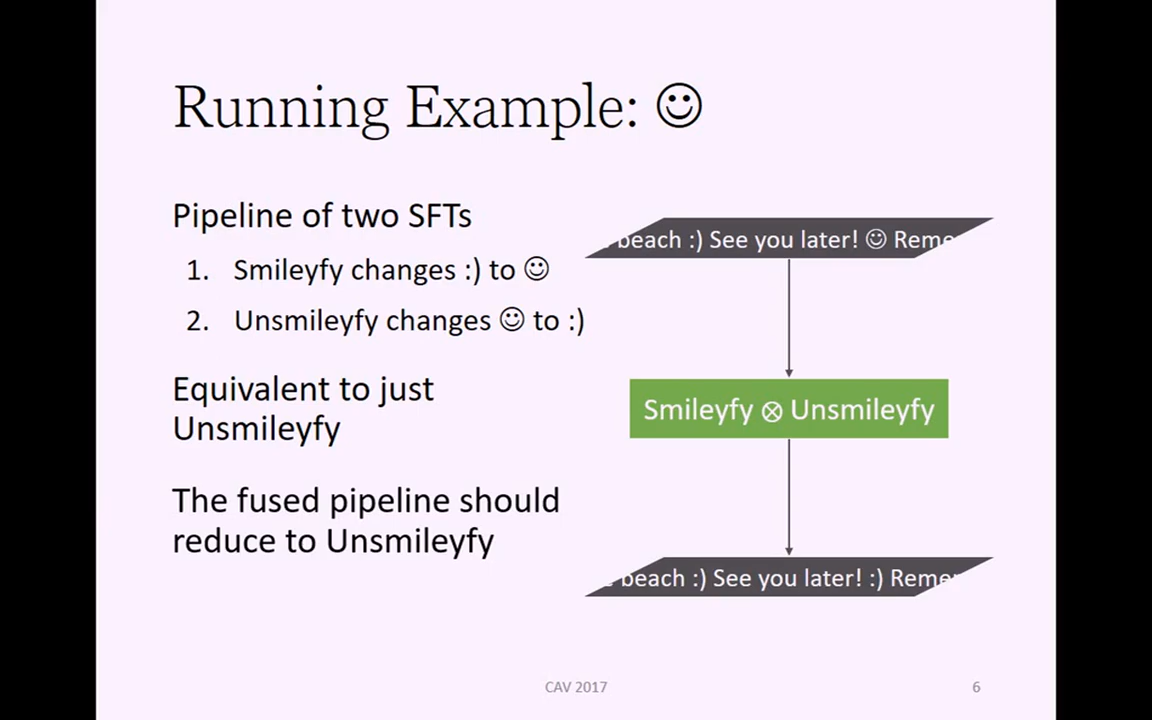 Running Example: ☺
Pipeline of two SFTs
1. Smileyfy changes :) to ☺
2. Unsmileyfy changes ☺ to :)
Equivalent to just
Unsmileyfy
The fused pipeline should
reduce to Unsmileyfy
beach :) See you later! ☺ Reme
Smileyfy ⊗ Unsmileyfy
beach :) See you later! :) Reme
CAV 2017
6